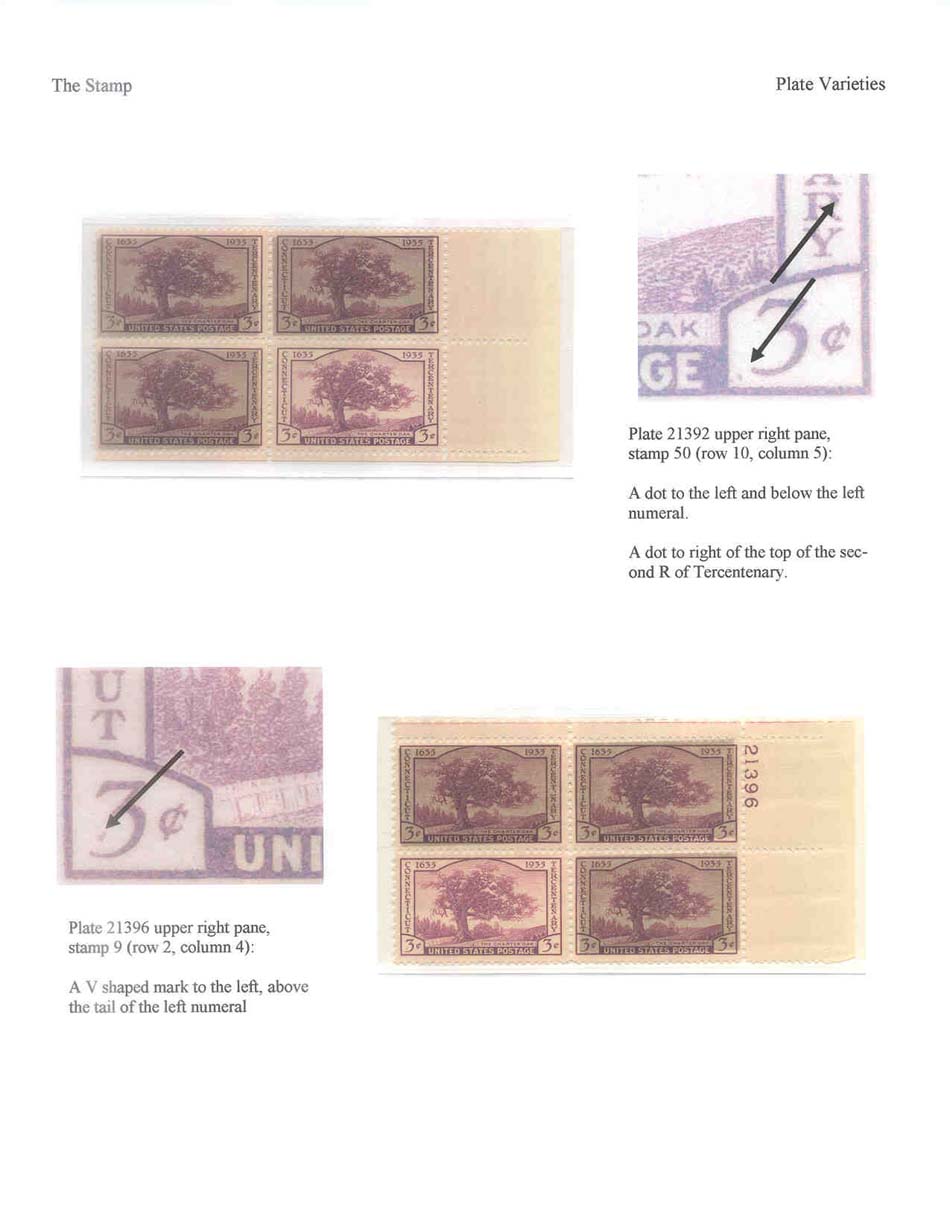 The Stamp
Plate Varieties
1635 1935
CONNECTICUT
TERCENTENARY
THE CHARTER OAK
3¢ UNITED STATES POSTAGE 3¢
1635 1935
CONNECTICUT
TERCENTENARY
THE CHARTER OAK
3¢ UNITED STATES POSTAGE 3¢
1635 1935
CONNECTICUT
TERCENTENARY
THE CHARTER OAK
3¢ UNITED STATES POSTAGE 3¢
1635 1935
CONNECTICUT
TERCENTENARY
THE CHARTER OAK
3¢ UNITED STATES POSTAGE 3¢
ARY
OAK
GE
3¢
Plate 21392 upper right pane,
stamp 50 (row 10, column 5):
A dot to the left and below the left
numeral.
A dot to right of the top of the sec-
ond R of Tercentenary.
UT
3¢
UNI
Plate 21396 upper right pane,
stamp 9 (row 2, column 4):
A V shaped mark to the left, above
the tail of the left numeral
1635 1935
CONNECTICUT
TERCENTENARY
THE CHARTER OAK
3¢ UNITED STATES POSTAGE 3¢
1635 1935
CONNECTICUT
TERCENTENARY
THE CHARTER OAK
3¢ UNITED STATES POSTAGE 3¢
21396
1635 1935
CONNECTICUT
TERCENTENARY
THE CHARTER OAK
3¢ UNITED STATES POSTAGE 3¢
1635 1935
CONNECTICUT
TERCENTENARY
THE CHARTER OAK
3¢ UNITED STATES POSTAGE 3¢